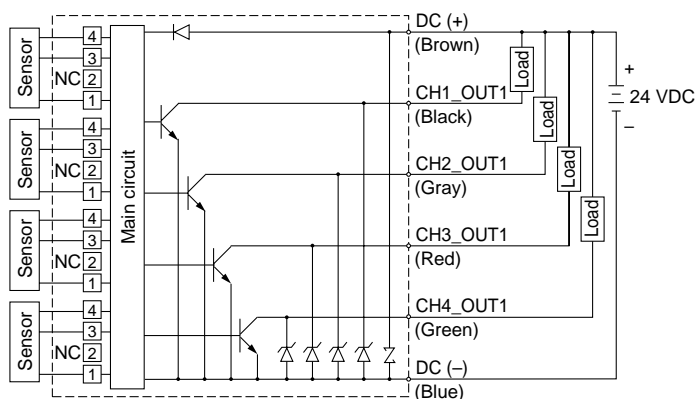 Sensor
4
3
NC 2
1
Sensor
4
3
NC 2
1
Sensor
4
3
NC 2
1
Sensor
4
3
NC 2
1
Main circuit
DC (+)
(Brown)
CH1_OUT1
(Black)
CH2_OUT1
(Gray)
CH3_OUT1
(Red)
CH4_OUT1
(Green)
DC (–)
(Blue)
Load
Load
Load
Load
+
24 VDC
–